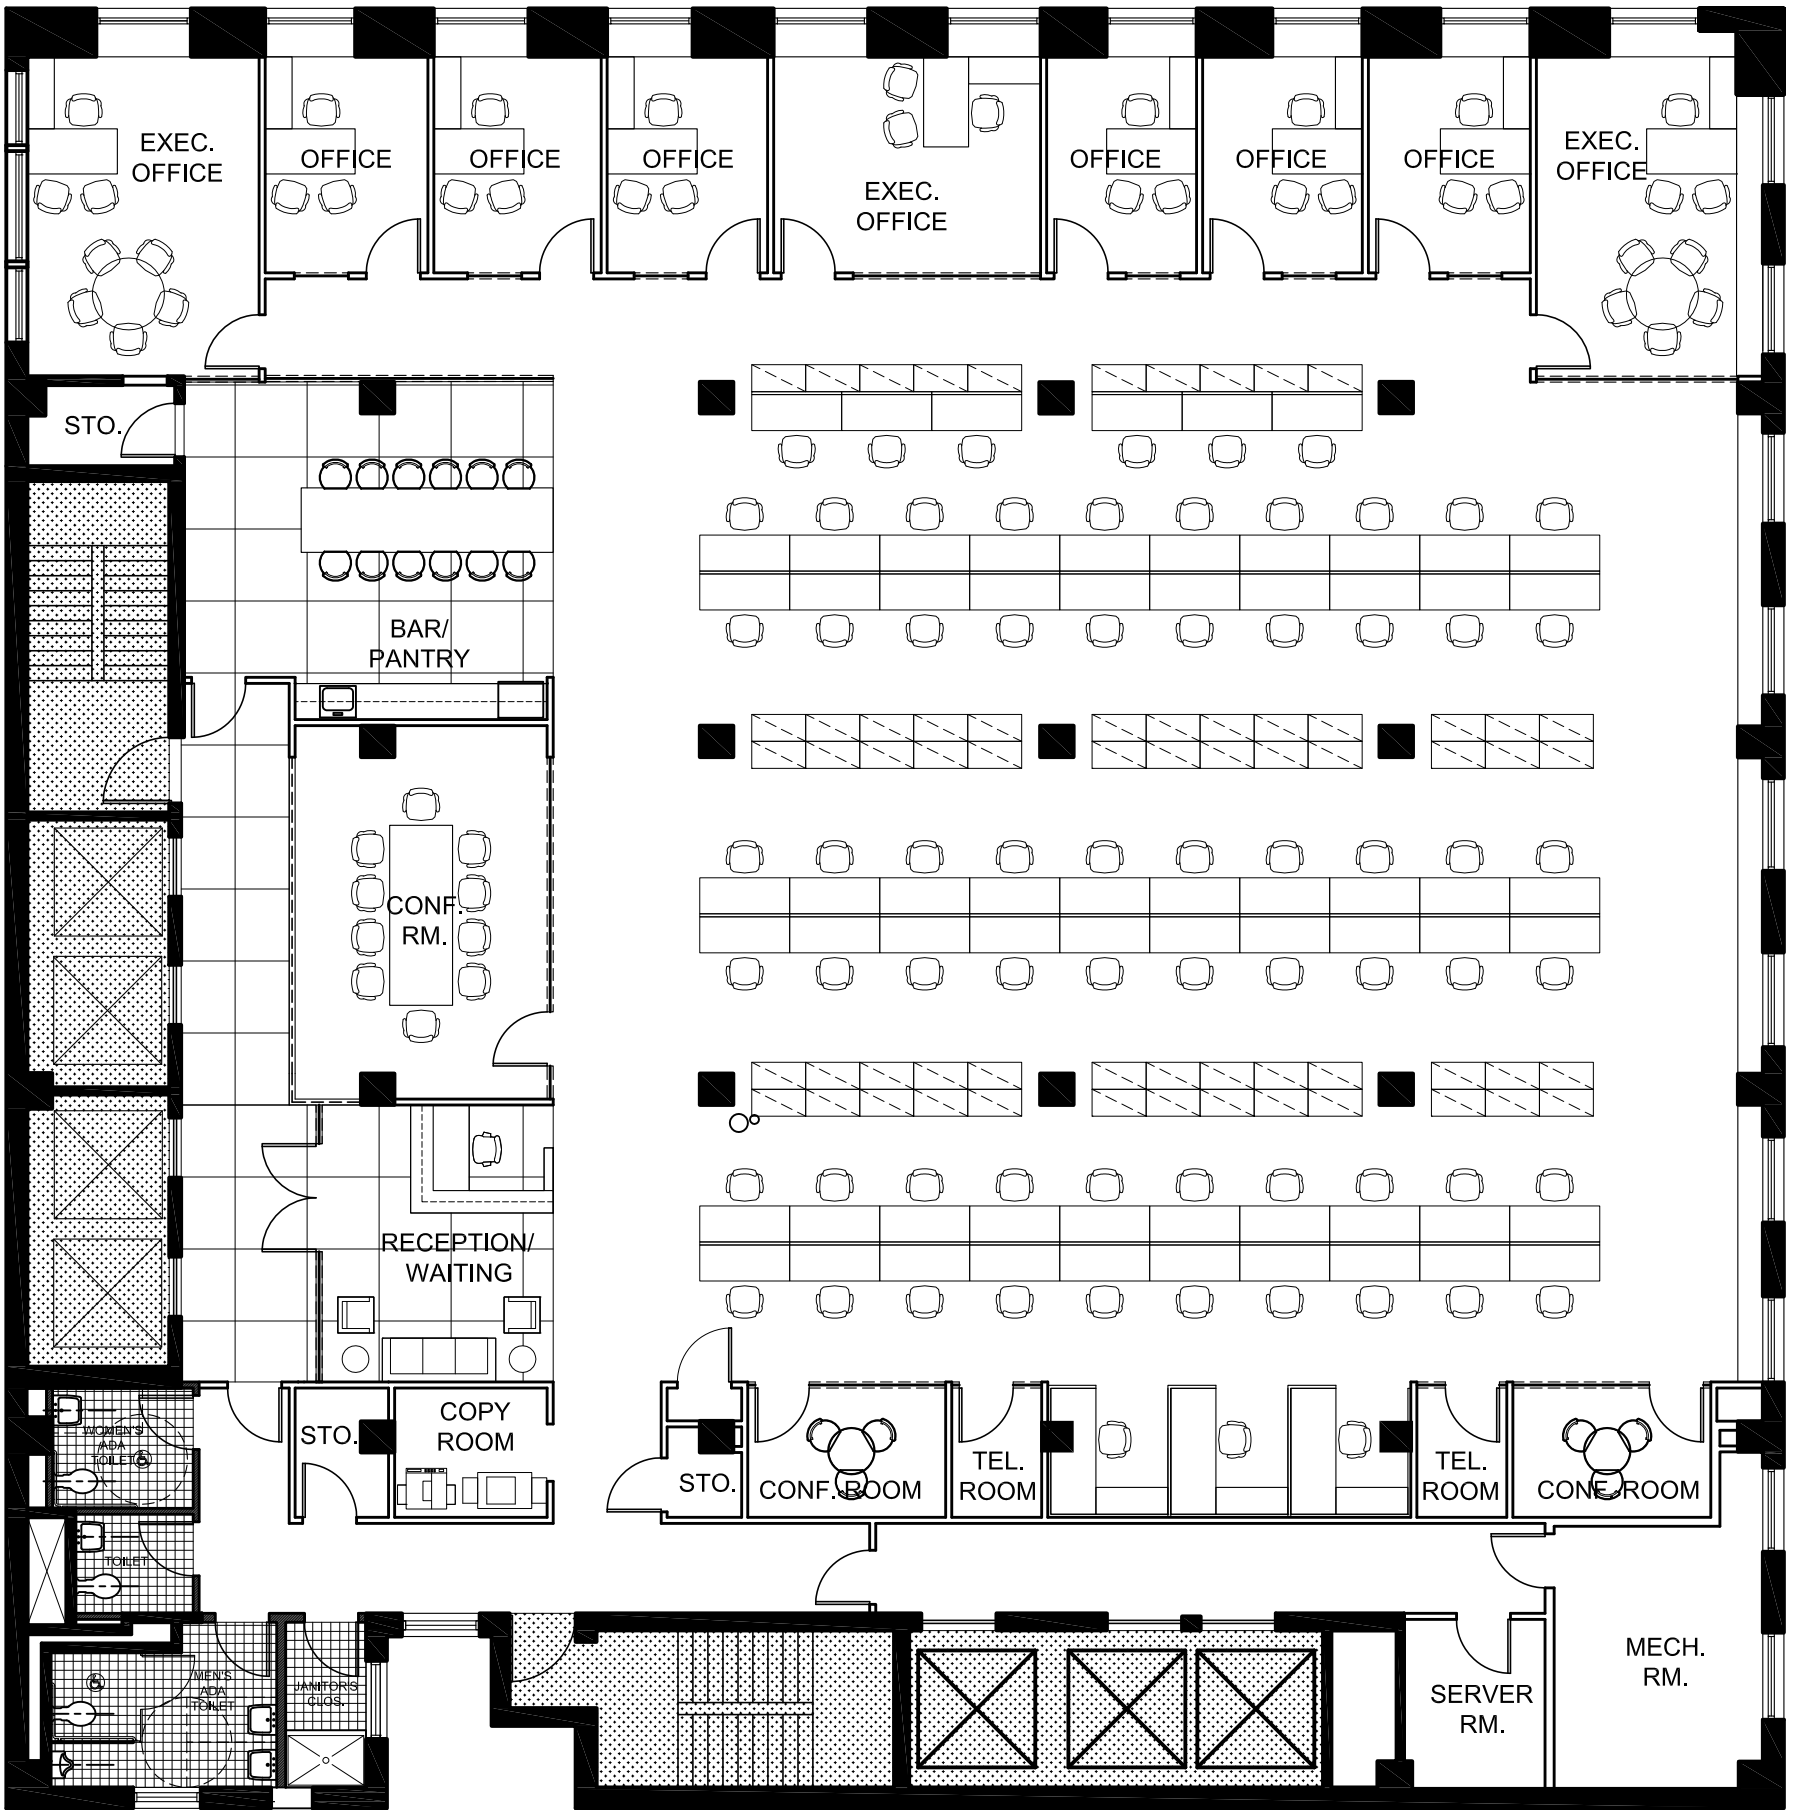 EXEC.
OFFICE
OFFICE
OFFICE
OFFICE
EXEC.
OFFICE
OFFICE
OFFICE
OFFICE
EXEC.
OFFICE
STO.
BAR/
PANTRY
CONF.
RM.
RECEPTION/
WAITING
WOMEN'S
ADA
TOILET
STO.
COPY
ROOM
STO.
CONF. ROOM
TEL.
ROOM
TEL.
ROOM
CONF. ROOM
TOILET
MEN'S
ADA
TOILET
JANITOR'S
CLOS.
SERVER
RM.
MECH.
RM.